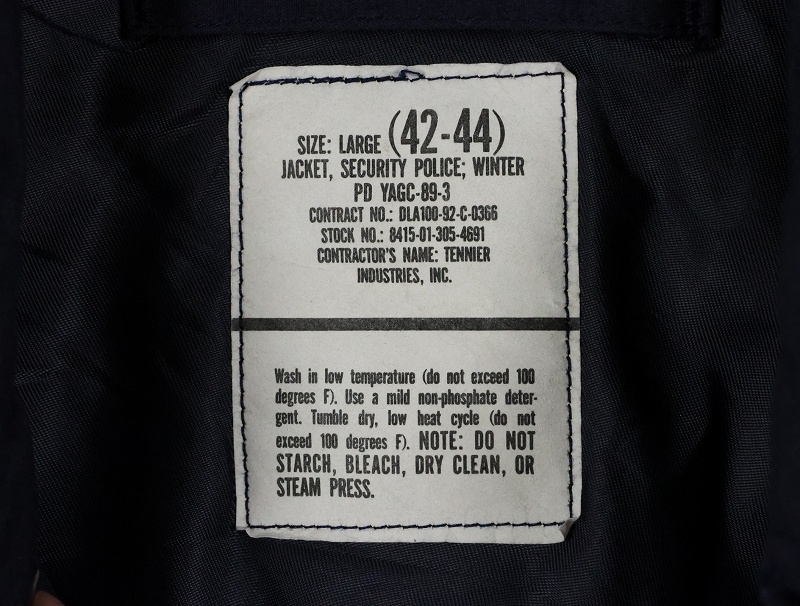 SIZE: LARGE (42-44)
JACKET, SECURITY POLICE; WINTER
PD YAGC-89-3
CONTRACT NO.: DLA100-92-C-0366
STOCK NO.: 8415-01-305-4691
CONTRACTOR'S NAME: TENNIER
INDUSTRIES, INC.
Wash in low temperature (do not exceed 100
degrees F). Use a mild non-phosphate deter-
gent. Tumble dry, low heat cycle (do not
exceed 100 degrees F). NOTE: DO NOT
STARCH, BLEACH, DRY CLEAN, OR
STEAM PRESS.